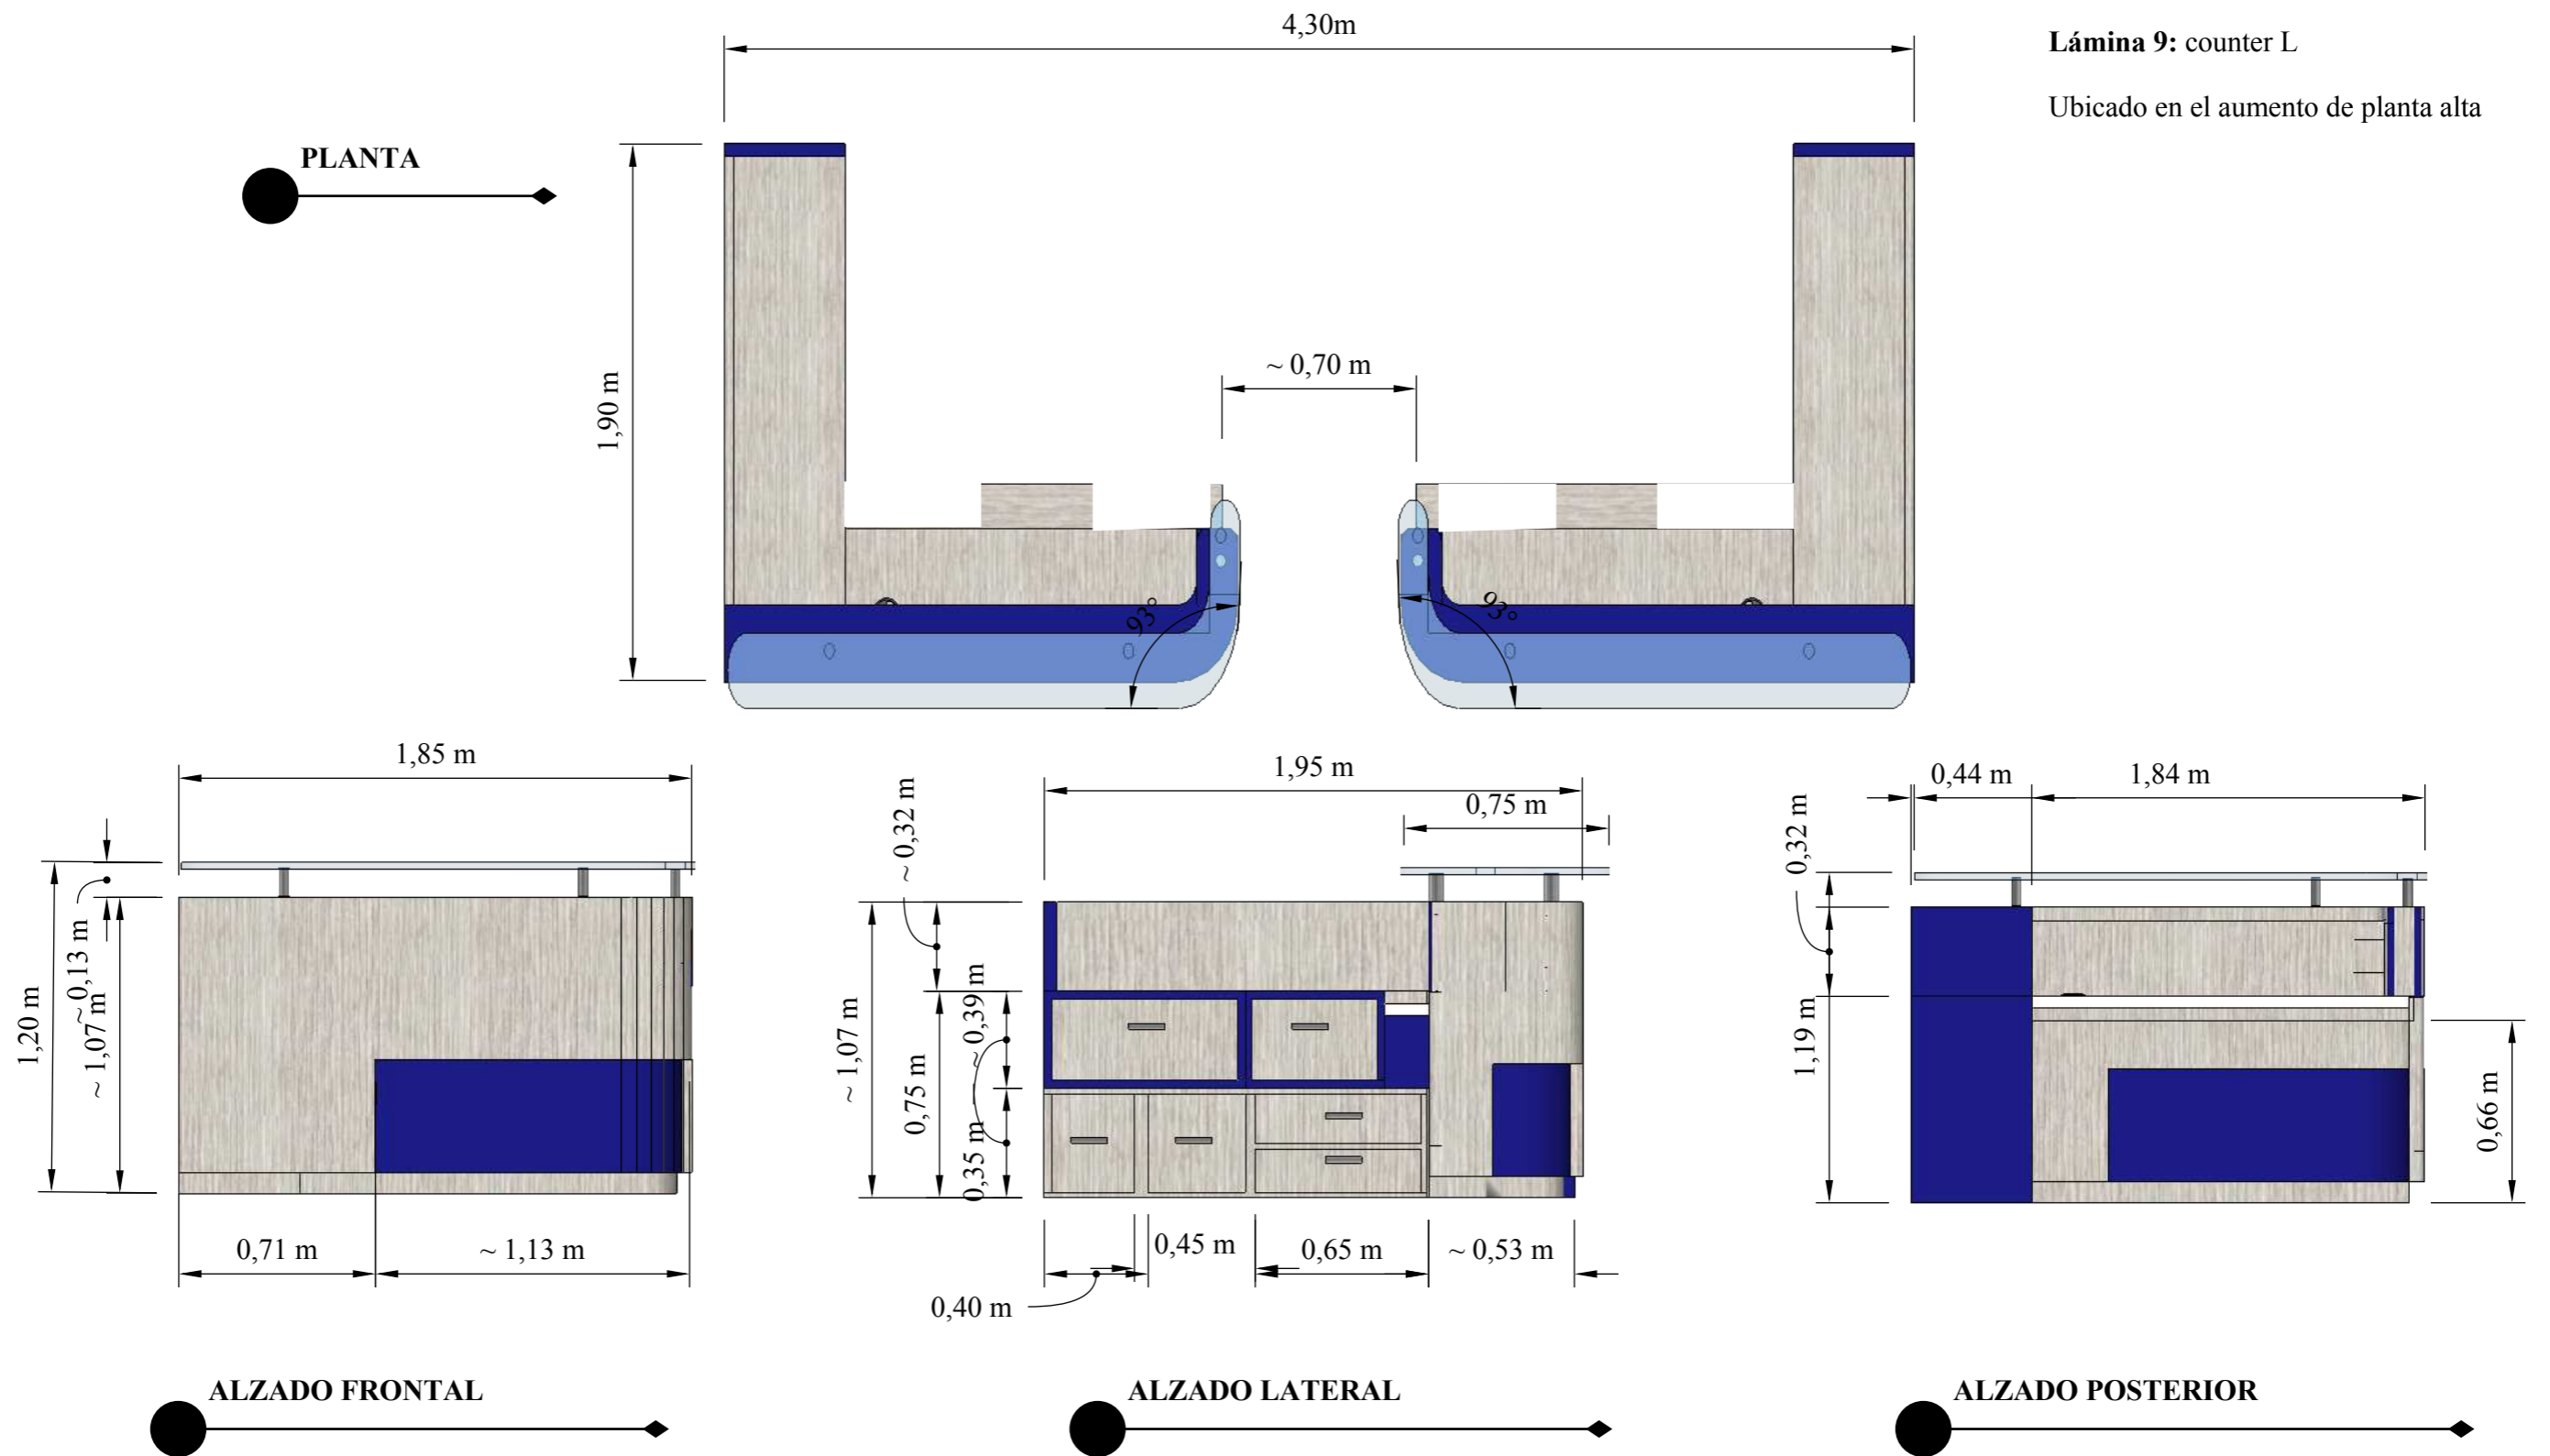 4,30m
Lámina 9: counter L
Ubicado en el aumento de planta alta
PLANTA
1,90 m
~ 0,70 m
93°
93°
1,85 m
1,20 m
~ 0,13 m
~ 1,07 m
0,71 m
~ 1,13 m
1,95 m
0,75 m
~ 0,32 m
~ 1,07 m
0,75 m
~ 0,39 m
0,35 m
0,45 m
0,65 m
~ 0,53 m
0,40 m
0,44 m
1,84 m
0,32 m
1,19 m
0,66 m
ALZADO FRONTAL
ALZADO LATERAL
ALZADO POSTERIOR